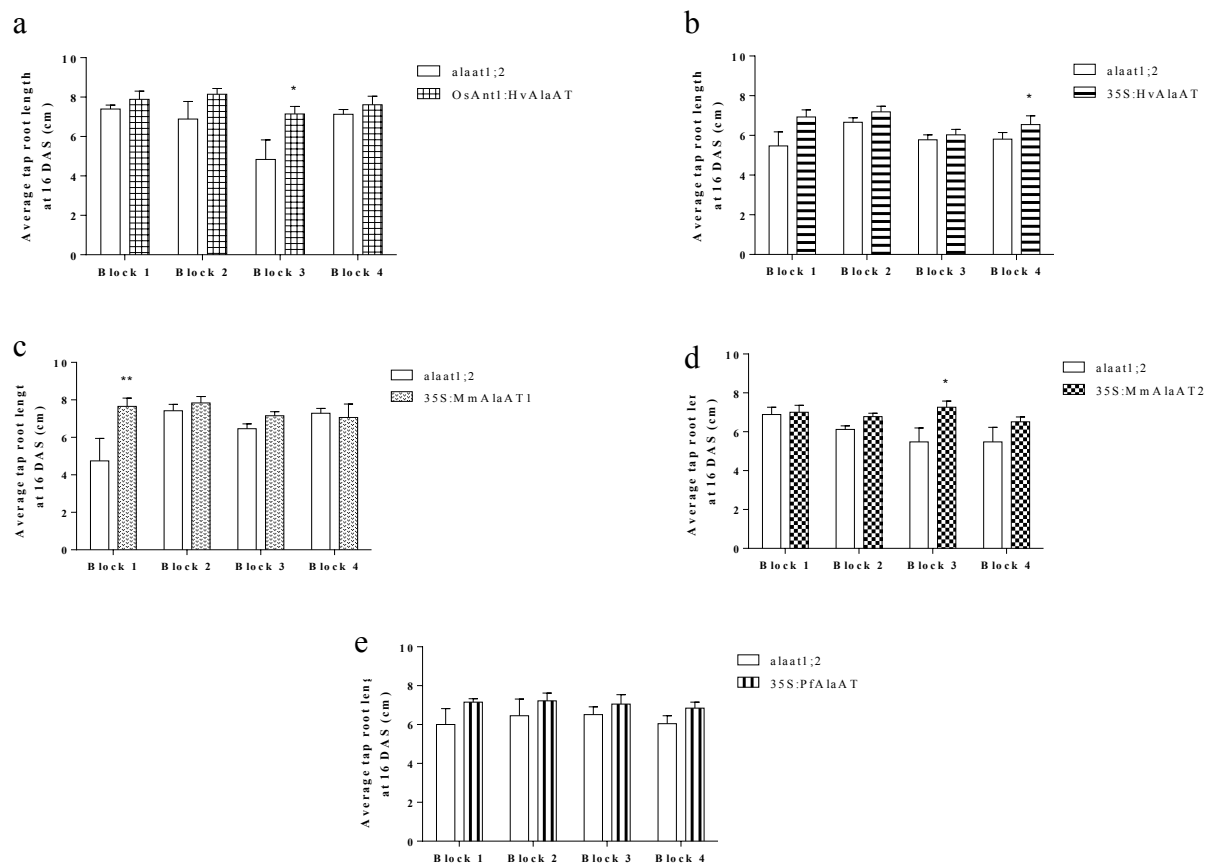 a
Average tap root length
at 16 DAS (cm)
10
8
6
4
2
0
*
Block 1 Block 2 Block 3 Block 4
alaat1;2
OsAnt1:HvAlaAT
b
Average tap root length
at 16 DAS (cm)
10
8
6
4
2
0
*
Block 1 Block 2 Block 3 Block 4
alaat1;2
35S:HvAlaAT
c
Average tap root lengt
at 16 DAS (cm)
10
8
6
4
2
0
**
Block 1 Block 2 Block 3 Block 4
alaat1;2
35S:MmAlaAT1
d
Average tap root ler
at 16 DAS (cm)
10
8
6
4
2
0
*
Block 1 Block 2 Block 3 Block 4
alaat1;2
35S:MmAlaAT2
e
Average tap root leng
at 16 DAS (cm)
10
8
6
4
2
0
Block 1 Block 2 Block 3 Block 4
alaat1;2
35S:PfAlaAT